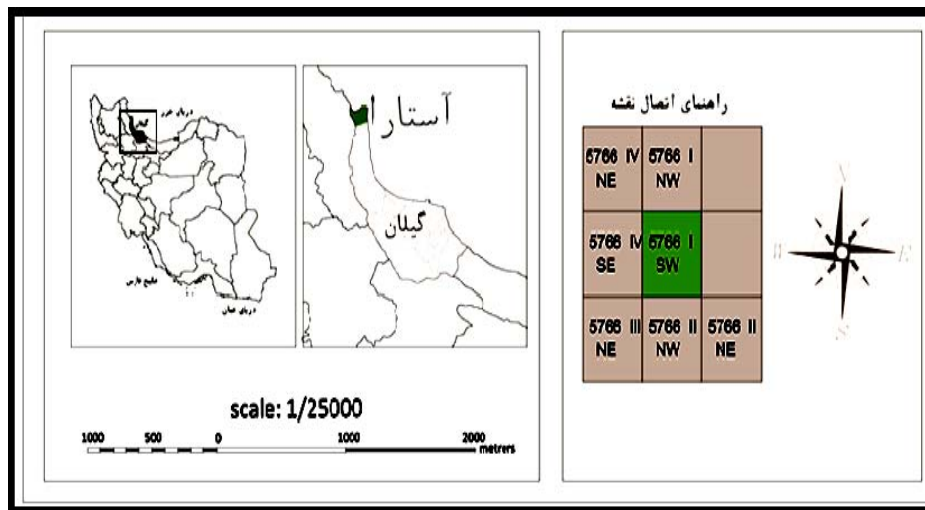 دریای خزر
گیلان
خلیج فارس
دریای عمان
آستارا
گیلان
scale: 1/25000
1000 500 0 1000 2000
metrers
راهنمای اتصال نقشه
5766 IV
NE
5766 I
NW
5766 IV
SE
5766 I
SW
5766 III
NE
5766 II
NW
5766 II
NE
N
E
S